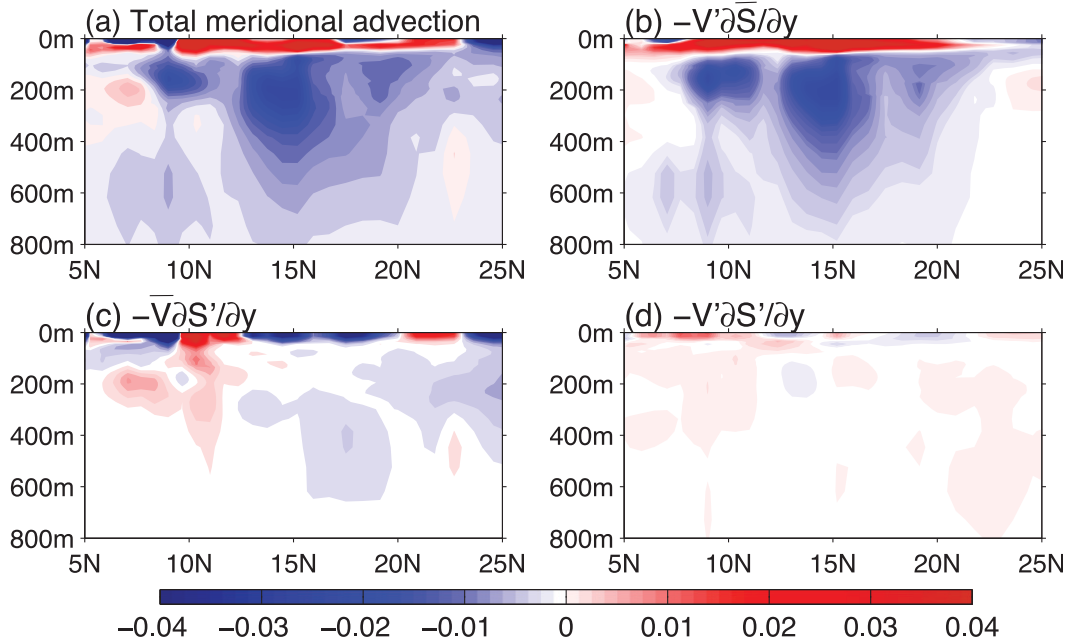 (a) Total meridional advection
(b) −V'∂S̅/∂y
0m
200m
400m
600m
800m
5N 10N 15N 20N 25N
0m
200m
400m
600m
800m
5N 10N 15N 20N 25N
(c) −V̅∂S'/∂y
(d) −V'∂S'/∂y
0m
200m
400m
600m
800m
5N 10N 15N 20N 25N
0m
200m
400m
600m
800m
5N 10N 15N 20N 25N
−0.04 −0.03 −0.02 −0.01 0 0.01 0.02 0.03 0.04